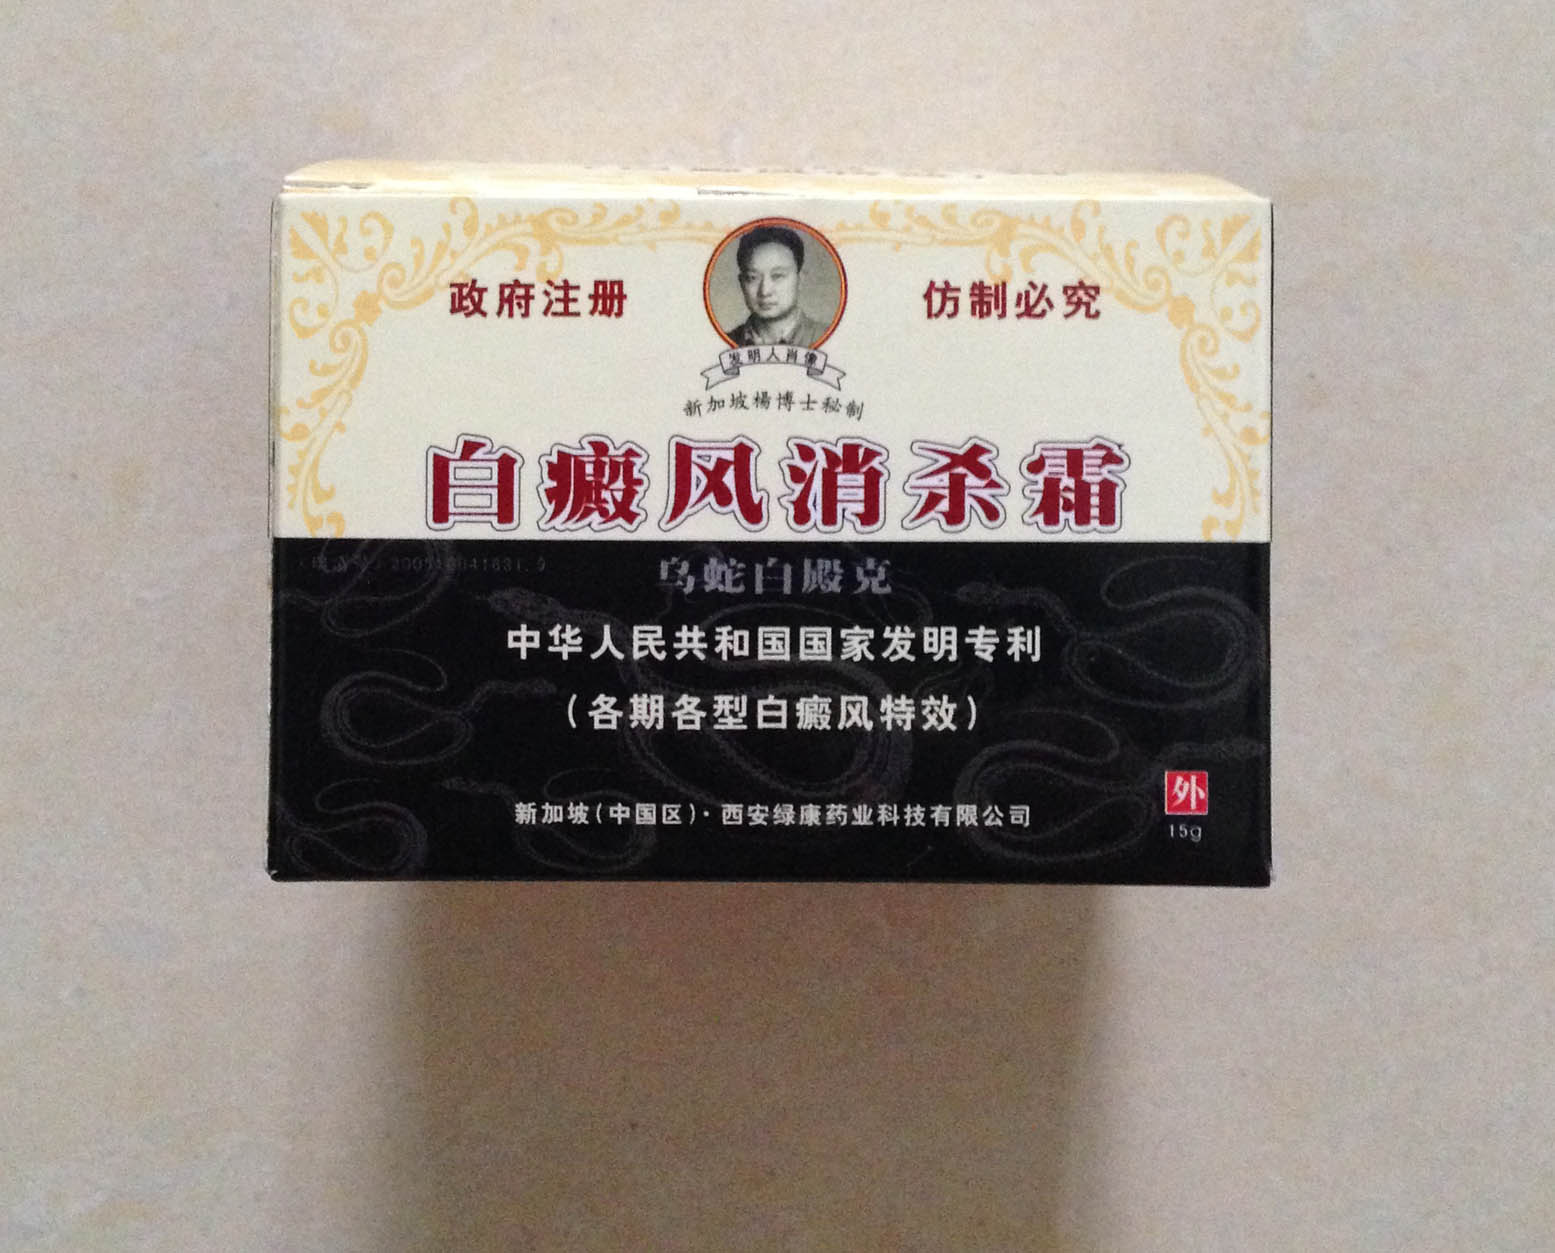 政府注册
仿制必究
发明人肖像
新加坡楊博士秘制
白癜风消杀霜
乌蛇白殿克
中华人民共和国国家发明专利
(各期各型白癜风特效)
外
新加坡(中国区)·西安绿康药业科技有限公司
15g